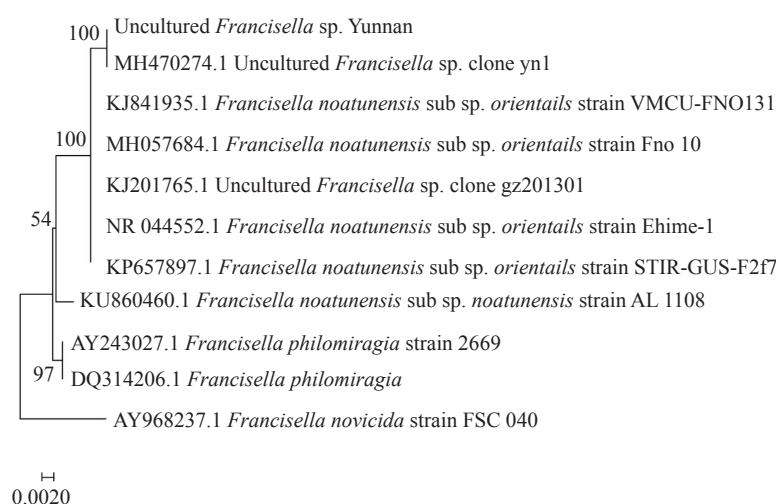 100
Uncultured Francisella sp. Yunnan
MH470274.1 Uncultured Francisella sp. clone yn1
KJ841935.1 Francisella noatunensis sub sp. orientails strain VMCU-FNO131
100
MH057684.1 Francisella noatunensis sub sp. orientails strain Fno 10
KJ201765.1 Uncultured Francisella sp. clone gz201301
54
NR 044552.1 Francisella noatunensis sub sp. orientails strain Ehime-1
KP657897.1 Francisella noatunensis sub sp. orientails strain STIR-GUS-F2f7
KU860460.1 Francisella noatunensis sub sp. noatunensis strain AL 1108
AY243027.1 Francisella philomiragia strain 2669
97
DQ314206.1 Francisella philomiragia
AY968237.1 Francisella novicida strain FSC 040
0.0020